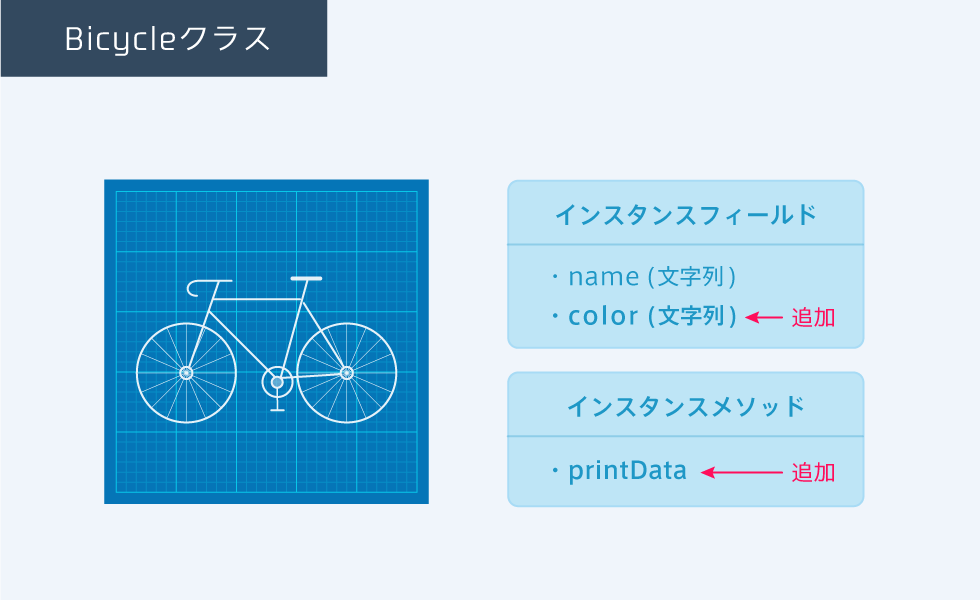 Bicycleクラス
インスタンスフィールド
・name (文字列)
・color (文字列) 追加
インスタンスメソッド
・printData 追加